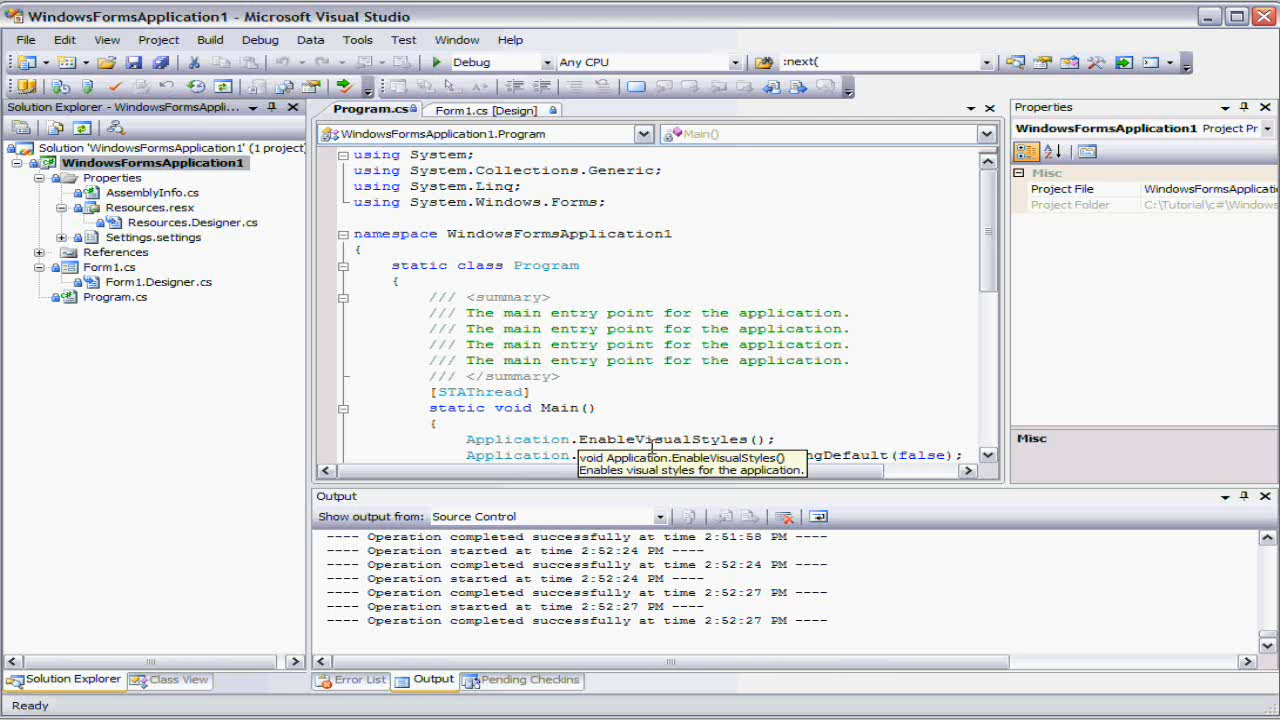 WindowsFormsApplication1 - Microsoft Visual Studio
File Edit View Project Build Debug Data Tools Test Window Help
Debug Any CPU :next(
Solution Explorer - WindowsFormsAppli...
Solution 'WindowsFormsApplication1' (1 project)
WindowsFormsApplication1
Properties
AssemblyInfo.cs
Resources.resx
Resources.Designer.cs
Settings.settings
References
Form1.cs
Form1.Designer.cs
Program.cs
Solution Explorer Class View
Program.cs Form1.cs [Design]
WindowsFormsApplication1.Program Main()
using System;
using System.Collections.Generic;
using System.Linq;
using System.Windows.Forms;
namespace WindowsFormsApplication1
{
static class Program
{
/// <summary>
/// The main entry point for the application.
/// The main entry point for the application.
/// The main entry point for the application.
/// The main entry point for the application.
/// </summary>
[STAThread]
static void Main()
{
Application.EnableVisualStyles();
Application. ngDefault(false);
void Application.EnableVisualStyles()
Enables visual styles for the application.
Properties
WindowsFormsApplication1 Project Pr
Misc
Project File WindowsFormsApplicati
Project Folder C:\Tutorial\c#\Windows
Misc
Output
Show output from: Source Control
---- Operation completed successfully at time 2:51:58 PM ----
---- Operation started at time 2:52:24 PM ----
---- Operation completed successfully at time 2:52:24 PM ----
---- Operation started at time 2:52:24 PM ----
---- Operation completed successfully at time 2:52:27 PM ----
---- Operation started at time 2:52:27 PM ----
---- Operation completed successfully at time 2:52:27 PM ----
Error List Output Pending Checkins
Ready